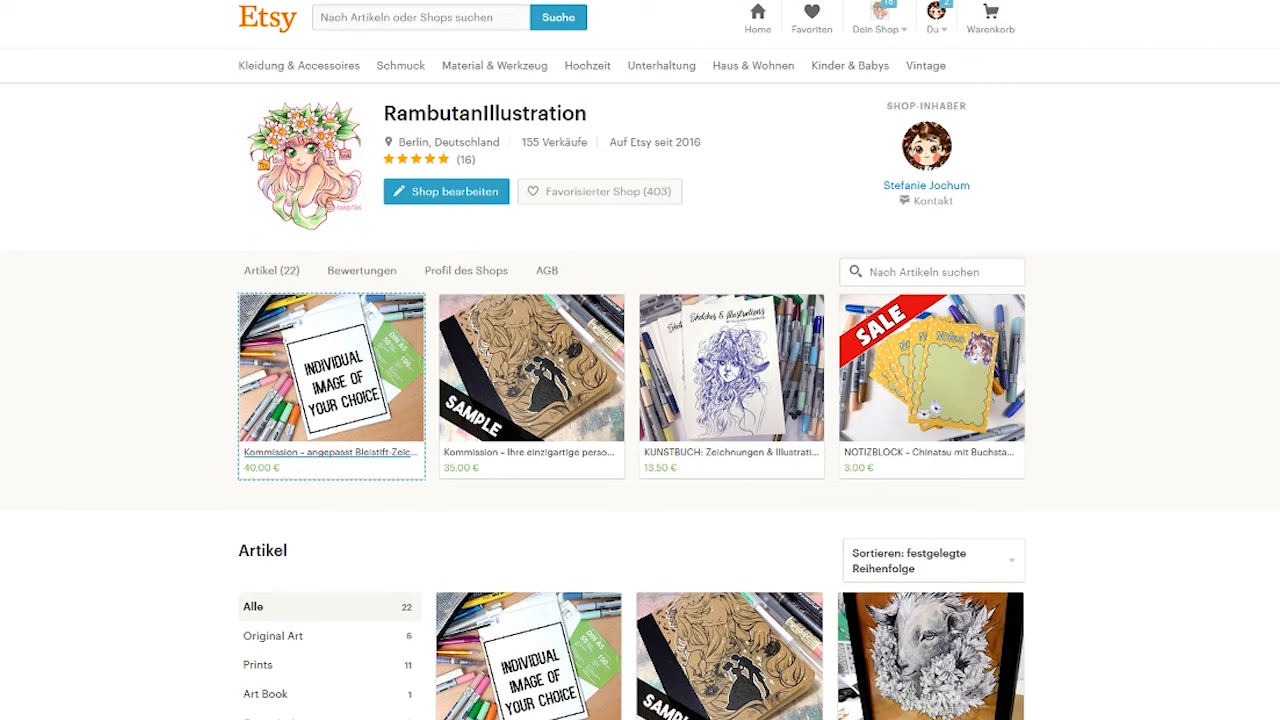 Etsy
Nach Artikeln oder Shops suchen
Suche
Home
Favoriten
Dein Shop
Du
Warenkorb
Kleidung & Accessoires
Schmuck
Material & Werkzeug
Hochzeit
Unterhaltung
Haus & Wohnen
Kinder & Babys
Vintage
RambutanIllustration
Berlin, Deutschland
155 Verkäufe
Auf Etsy seit 2016
(16)
Shop bearbeiten
Favorisierter Shop (403)
SHOP-INHABER
Stefanie Jochum
Kontakt
Artikel (22)
Bewertungen
Profil des Shops
AGB
Nach Artikeln suchen
INDIVIDUAL
IMAGE OF
YOUR CHOICE
DIN A5
SAMPLE
Sketches & Illustrations
SALE
Notizen
Kommission - angepasst Bleistift-Zeic...
40,00 €
Kommission - Ihre einzigartige perso...
35,00 €
KUNSTBUCH: Zeichnungen & Illustrati...
13,50 €
NOTIZBLOCK - Chinatsu mit Buchsta...
3,00 €
Artikel
Sortieren: festgelegte
Reihenfolge
Alle 22
Original Art 6
Prints 11
Art Book 1
INDIVIDUAL
IMAGE OF
YOUR CHOICE
DIN A5